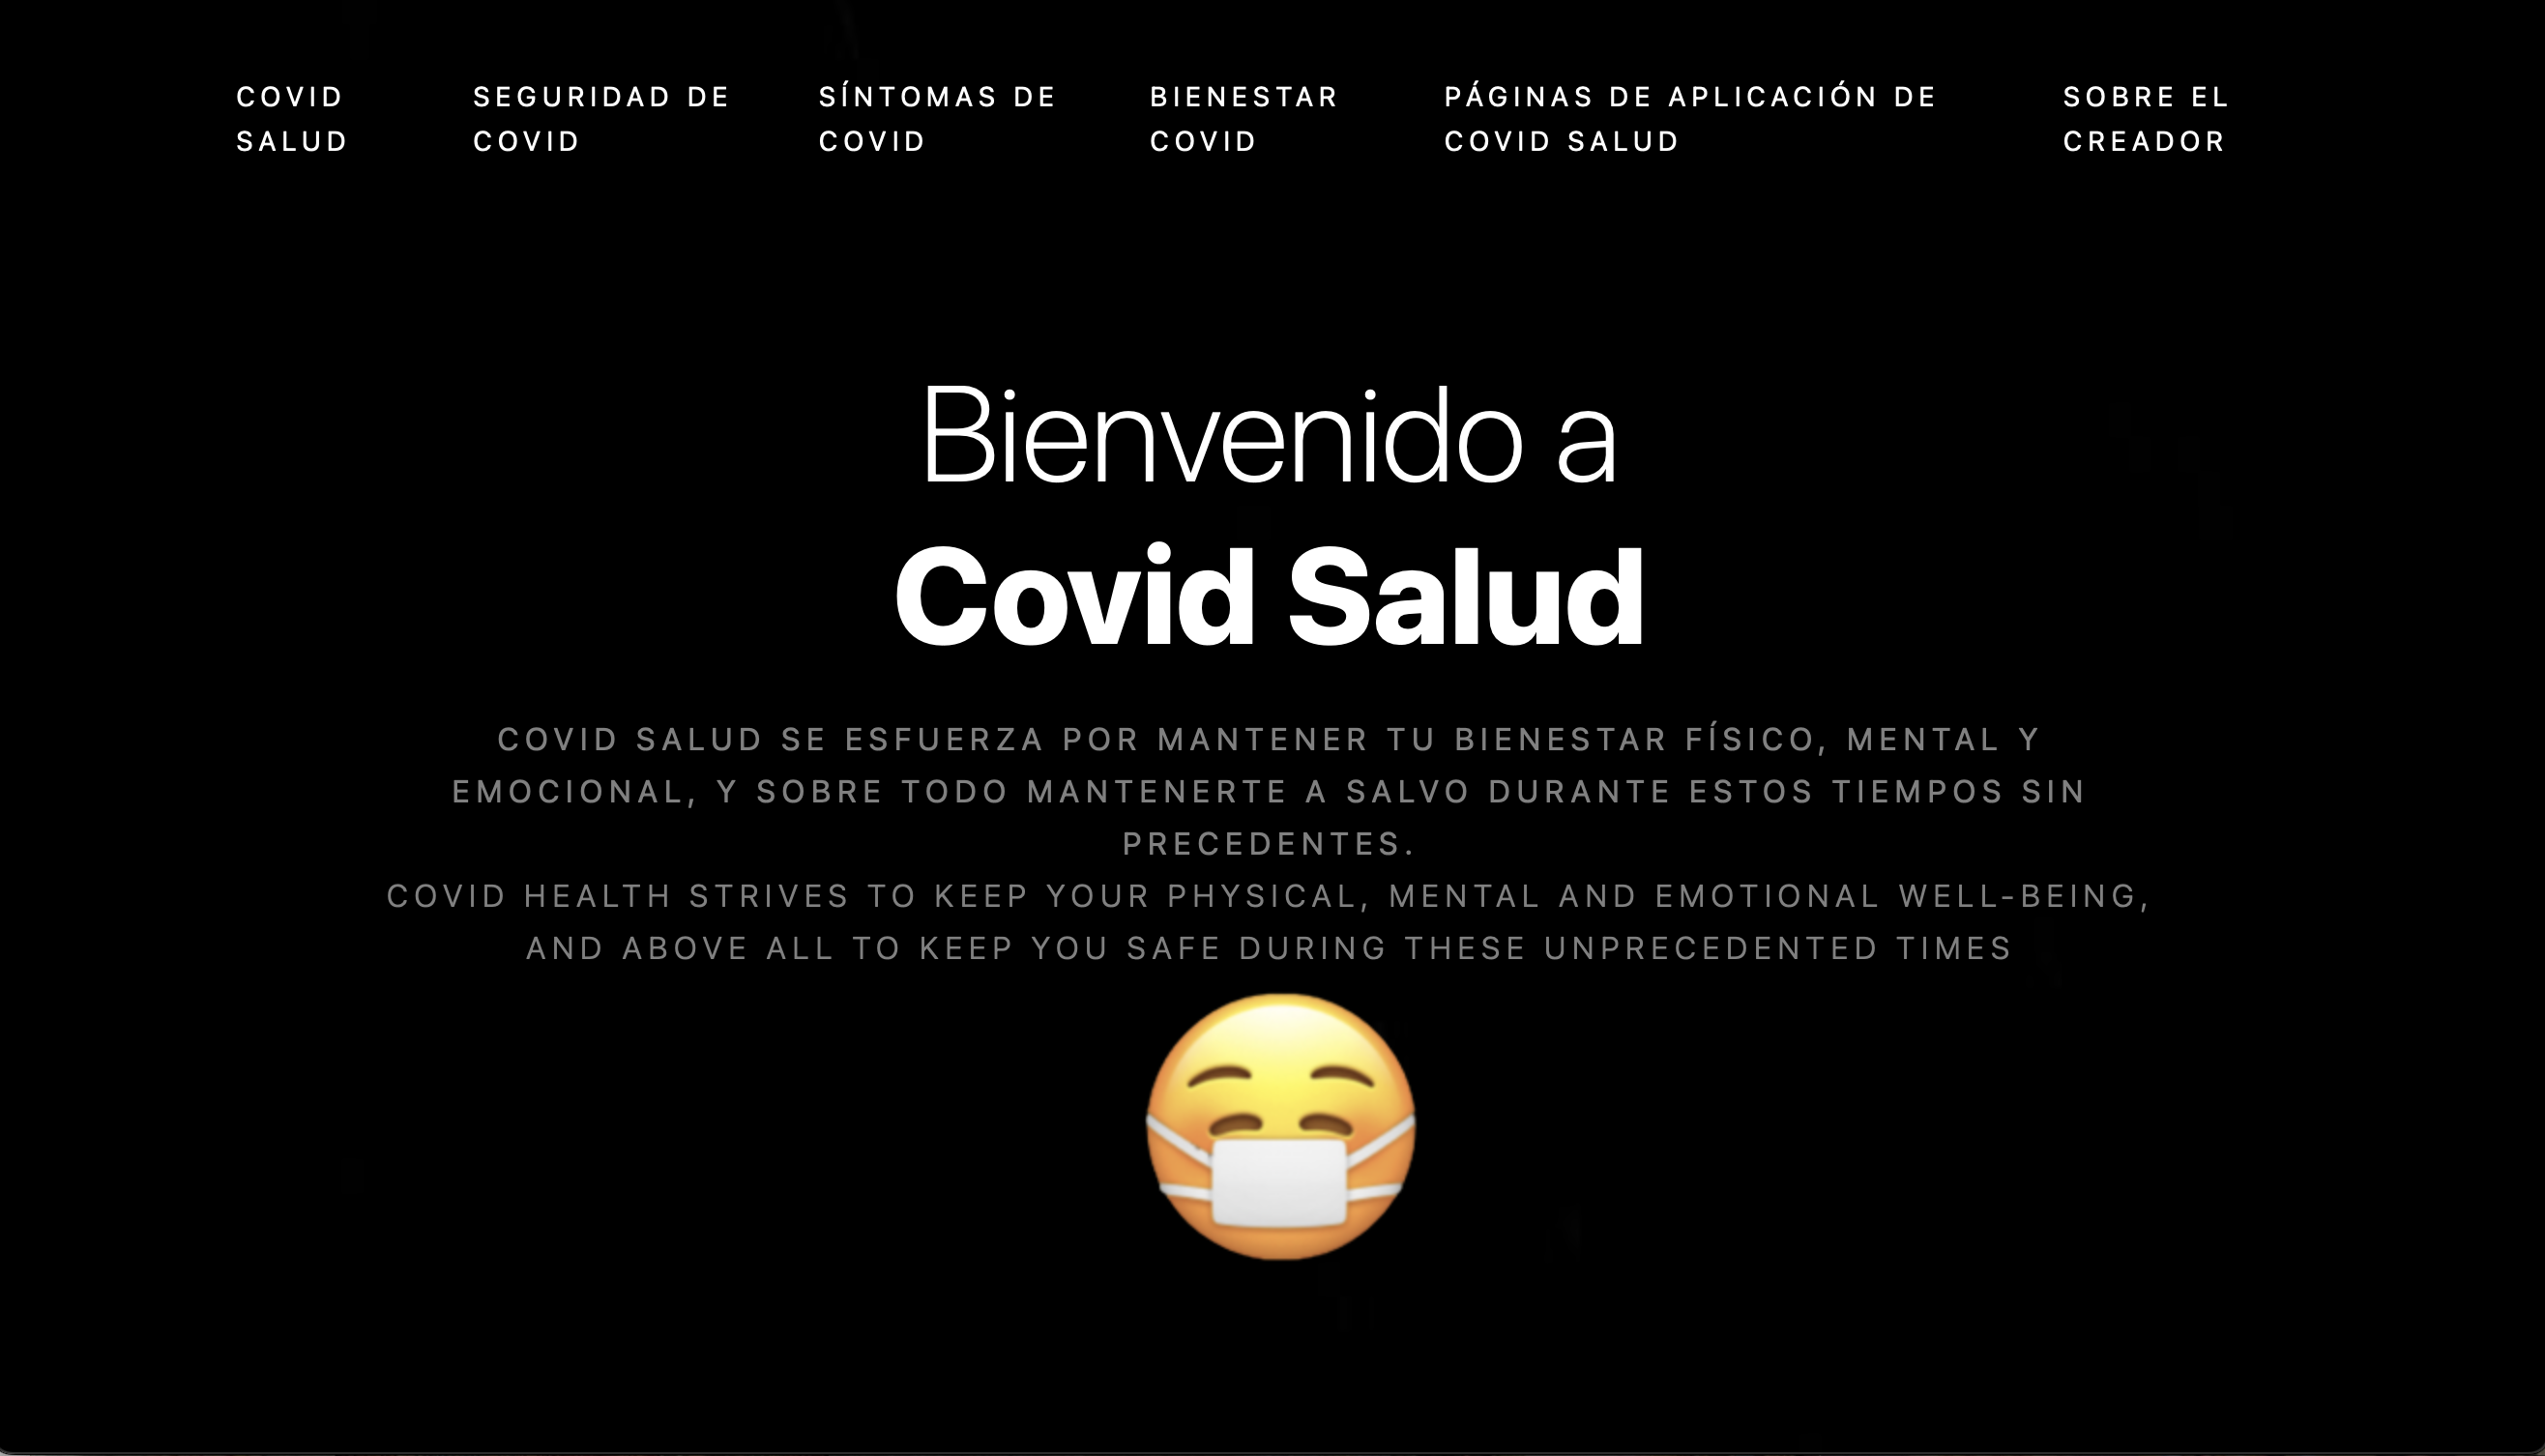 COVID
SALUD
SEGURIDAD DE
COVID
SÍNTOMAS DE
COVID
BIENESTAR
COVID
PÁGINAS DE APLICACIÓN DE
COVID SALUD
SOBRE EL
CREADOR
Bienvenido a
Covid Salud
COVID SALUD SE ESFUERZA POR MANTENER TU BIENESTAR FÍSICO, MENTAL Y
EMOCIONAL, Y SOBRE TODO MANTENERTE A SALVO DURANTE ESTOS TIEMPOS SIN
PRECEDENTES.
COVID HEALTH STRIVES TO KEEP YOUR PHYSICAL, MENTAL AND EMOTIONAL WELL-BEING,
AND ABOVE ALL TO KEEP YOU SAFE DURING THESE UNPRECEDENTED TIMES